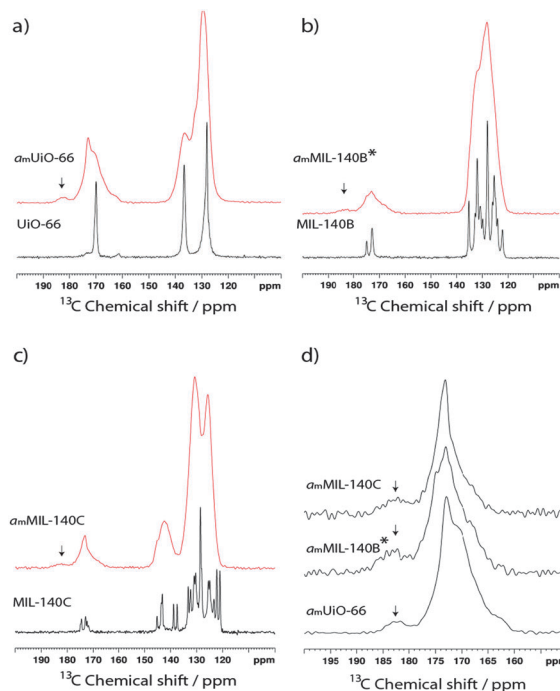 a)
amUiO-66
UiO-66
190 180 170 160 150 140 130 120 ppm
¹³C Chemical shift / ppm
b)
amMIL-140B*
MIL-140B
190 180 170 160 150 140 130 120 ppm
¹³C Chemical shift / ppm
c)
amMIL-140C
MIL-140C
190 180 170 160 150 140 130 120 ppm
¹³C Chemical shift / ppm
d)
amMIL-140C
amMIL-140B*
amUiO-66
195 190 185 180 175 170 165 160 ppm
¹³C Chemical shift / ppm